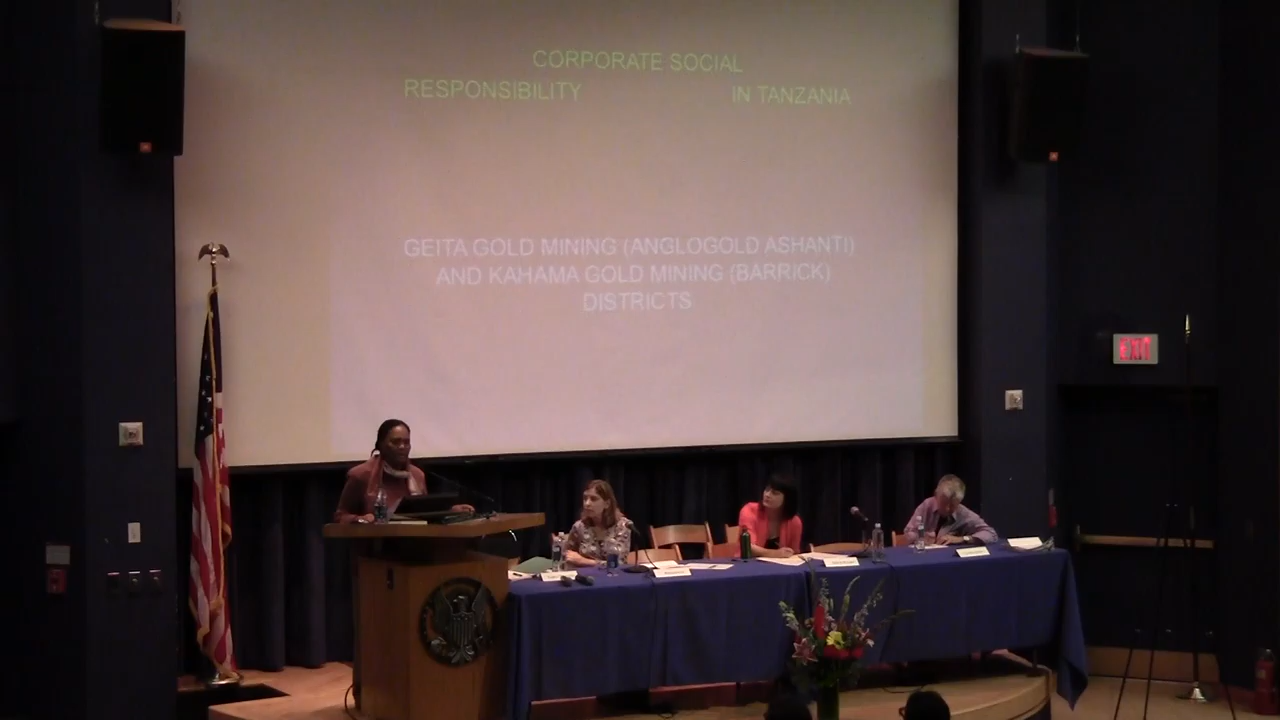 CORPORATE SOCIAL
RESPONSIBILITY IN TANZANIA
GEITA GOLD MINING (ANGLOGOLD ASHANTI)
AND KAHAMA GOLD MINING (BARRICK)
DISTRICTS
EXIT